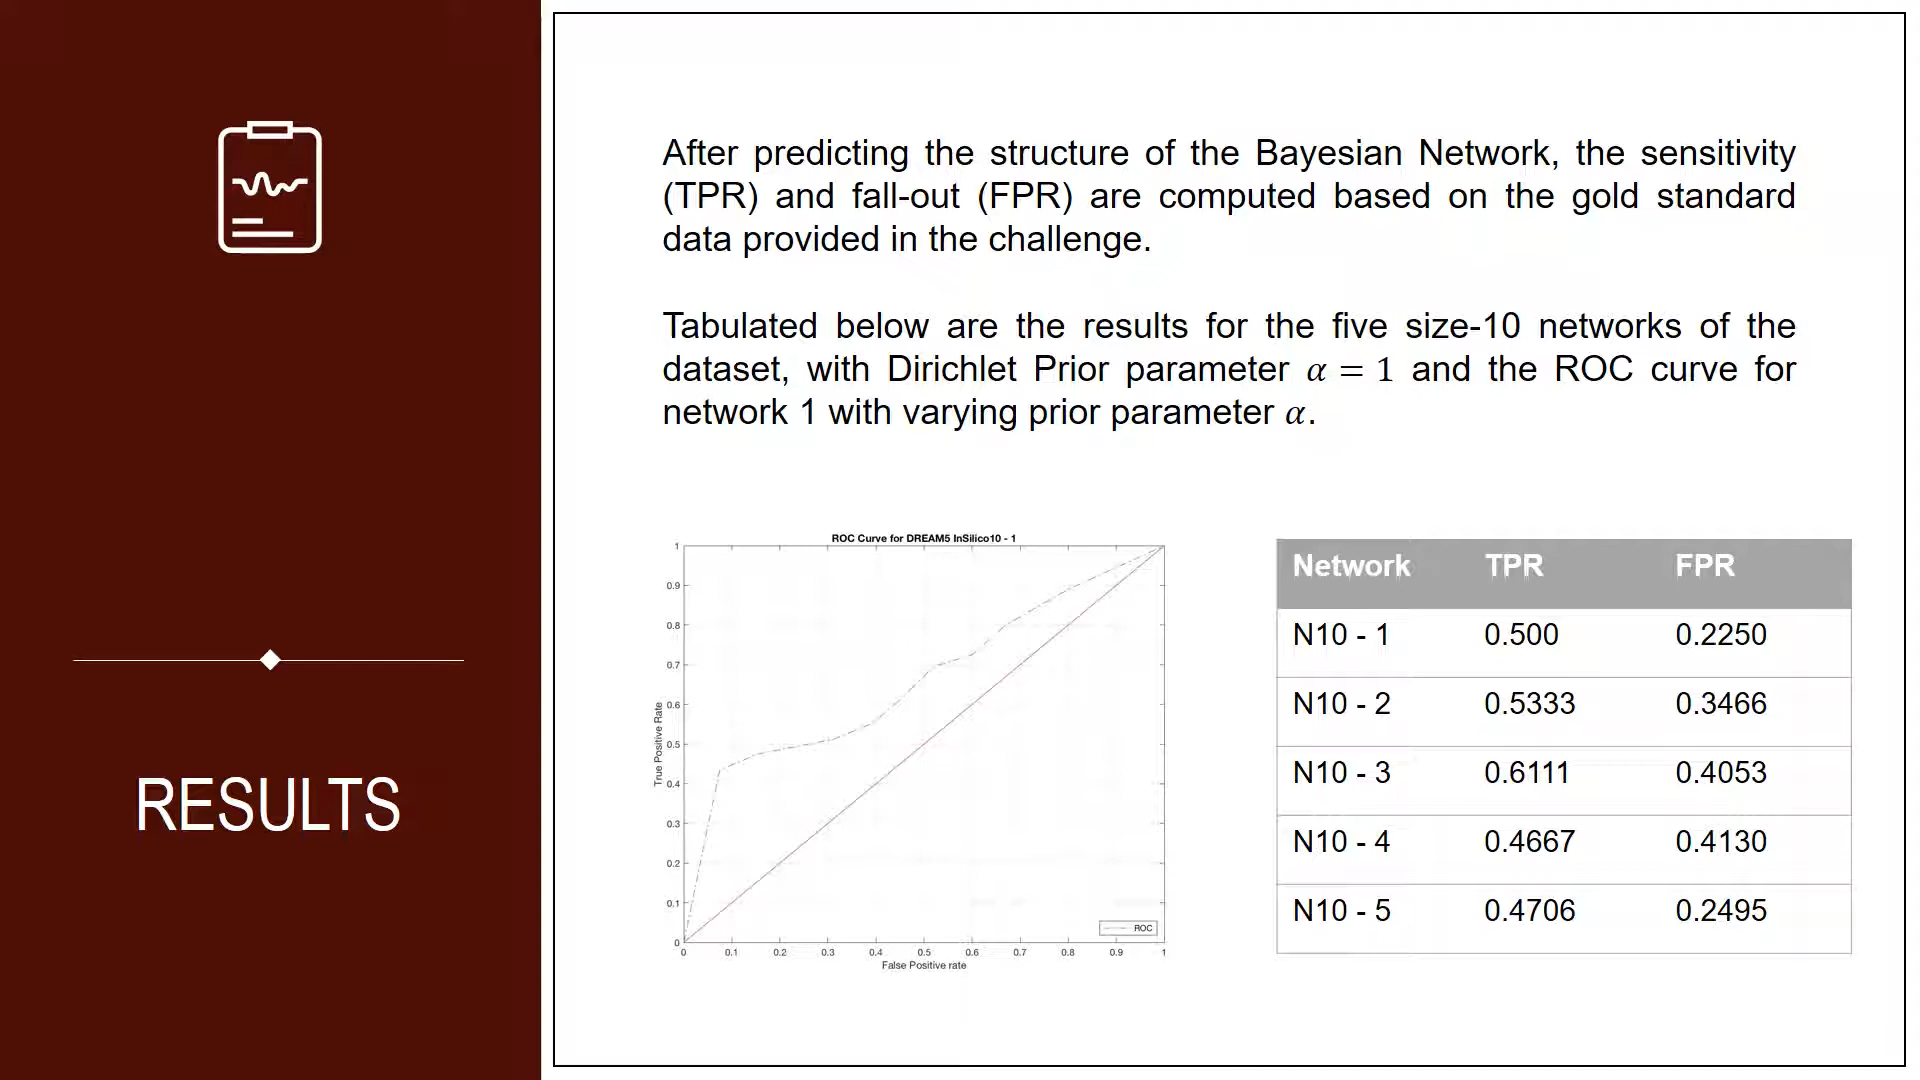 RESULTS
After predicting the structure of the Bayesian Network, the sensitivity
(TPR) and fall-out (FPR) are computed based on the gold standard
data provided in the challenge.
Tabulated below are the results for the five size-10 networks of the
dataset, with Dirichlet Prior parameter α = 1 and the ROC curve for
network 1 with varying prior parameter α.
ROC Curve for DREAM5 InSilico10 - 1
1
0.9
0.8
0.7
0.6
0.5
0.4
0.3
0.2
0.1
0
True Positive Rate
0 0.1 0.2 0.3 0.4 0.5 0.6 0.7 0.8 0.9 1
False Positive rate
ROC
Network TPR FPR
N10 - 1 0.500 0.2250
N10 - 2 0.5333 0.3466
N10 - 3 0.6111 0.4053
N10 - 4 0.4667 0.4130
N10 - 5 0.4706 0.2495